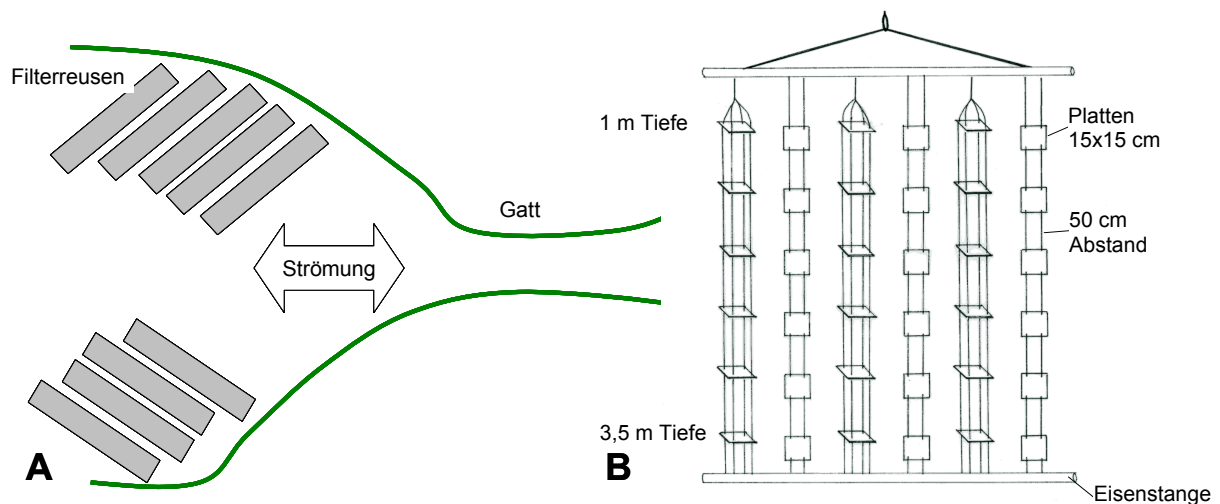 Filterreusen
Gatt
Strömung
A
1 m Tiefe
Platten
15x15 cm
50 cm
Abstand
3,5 m Tiefe
B
Eisenstange